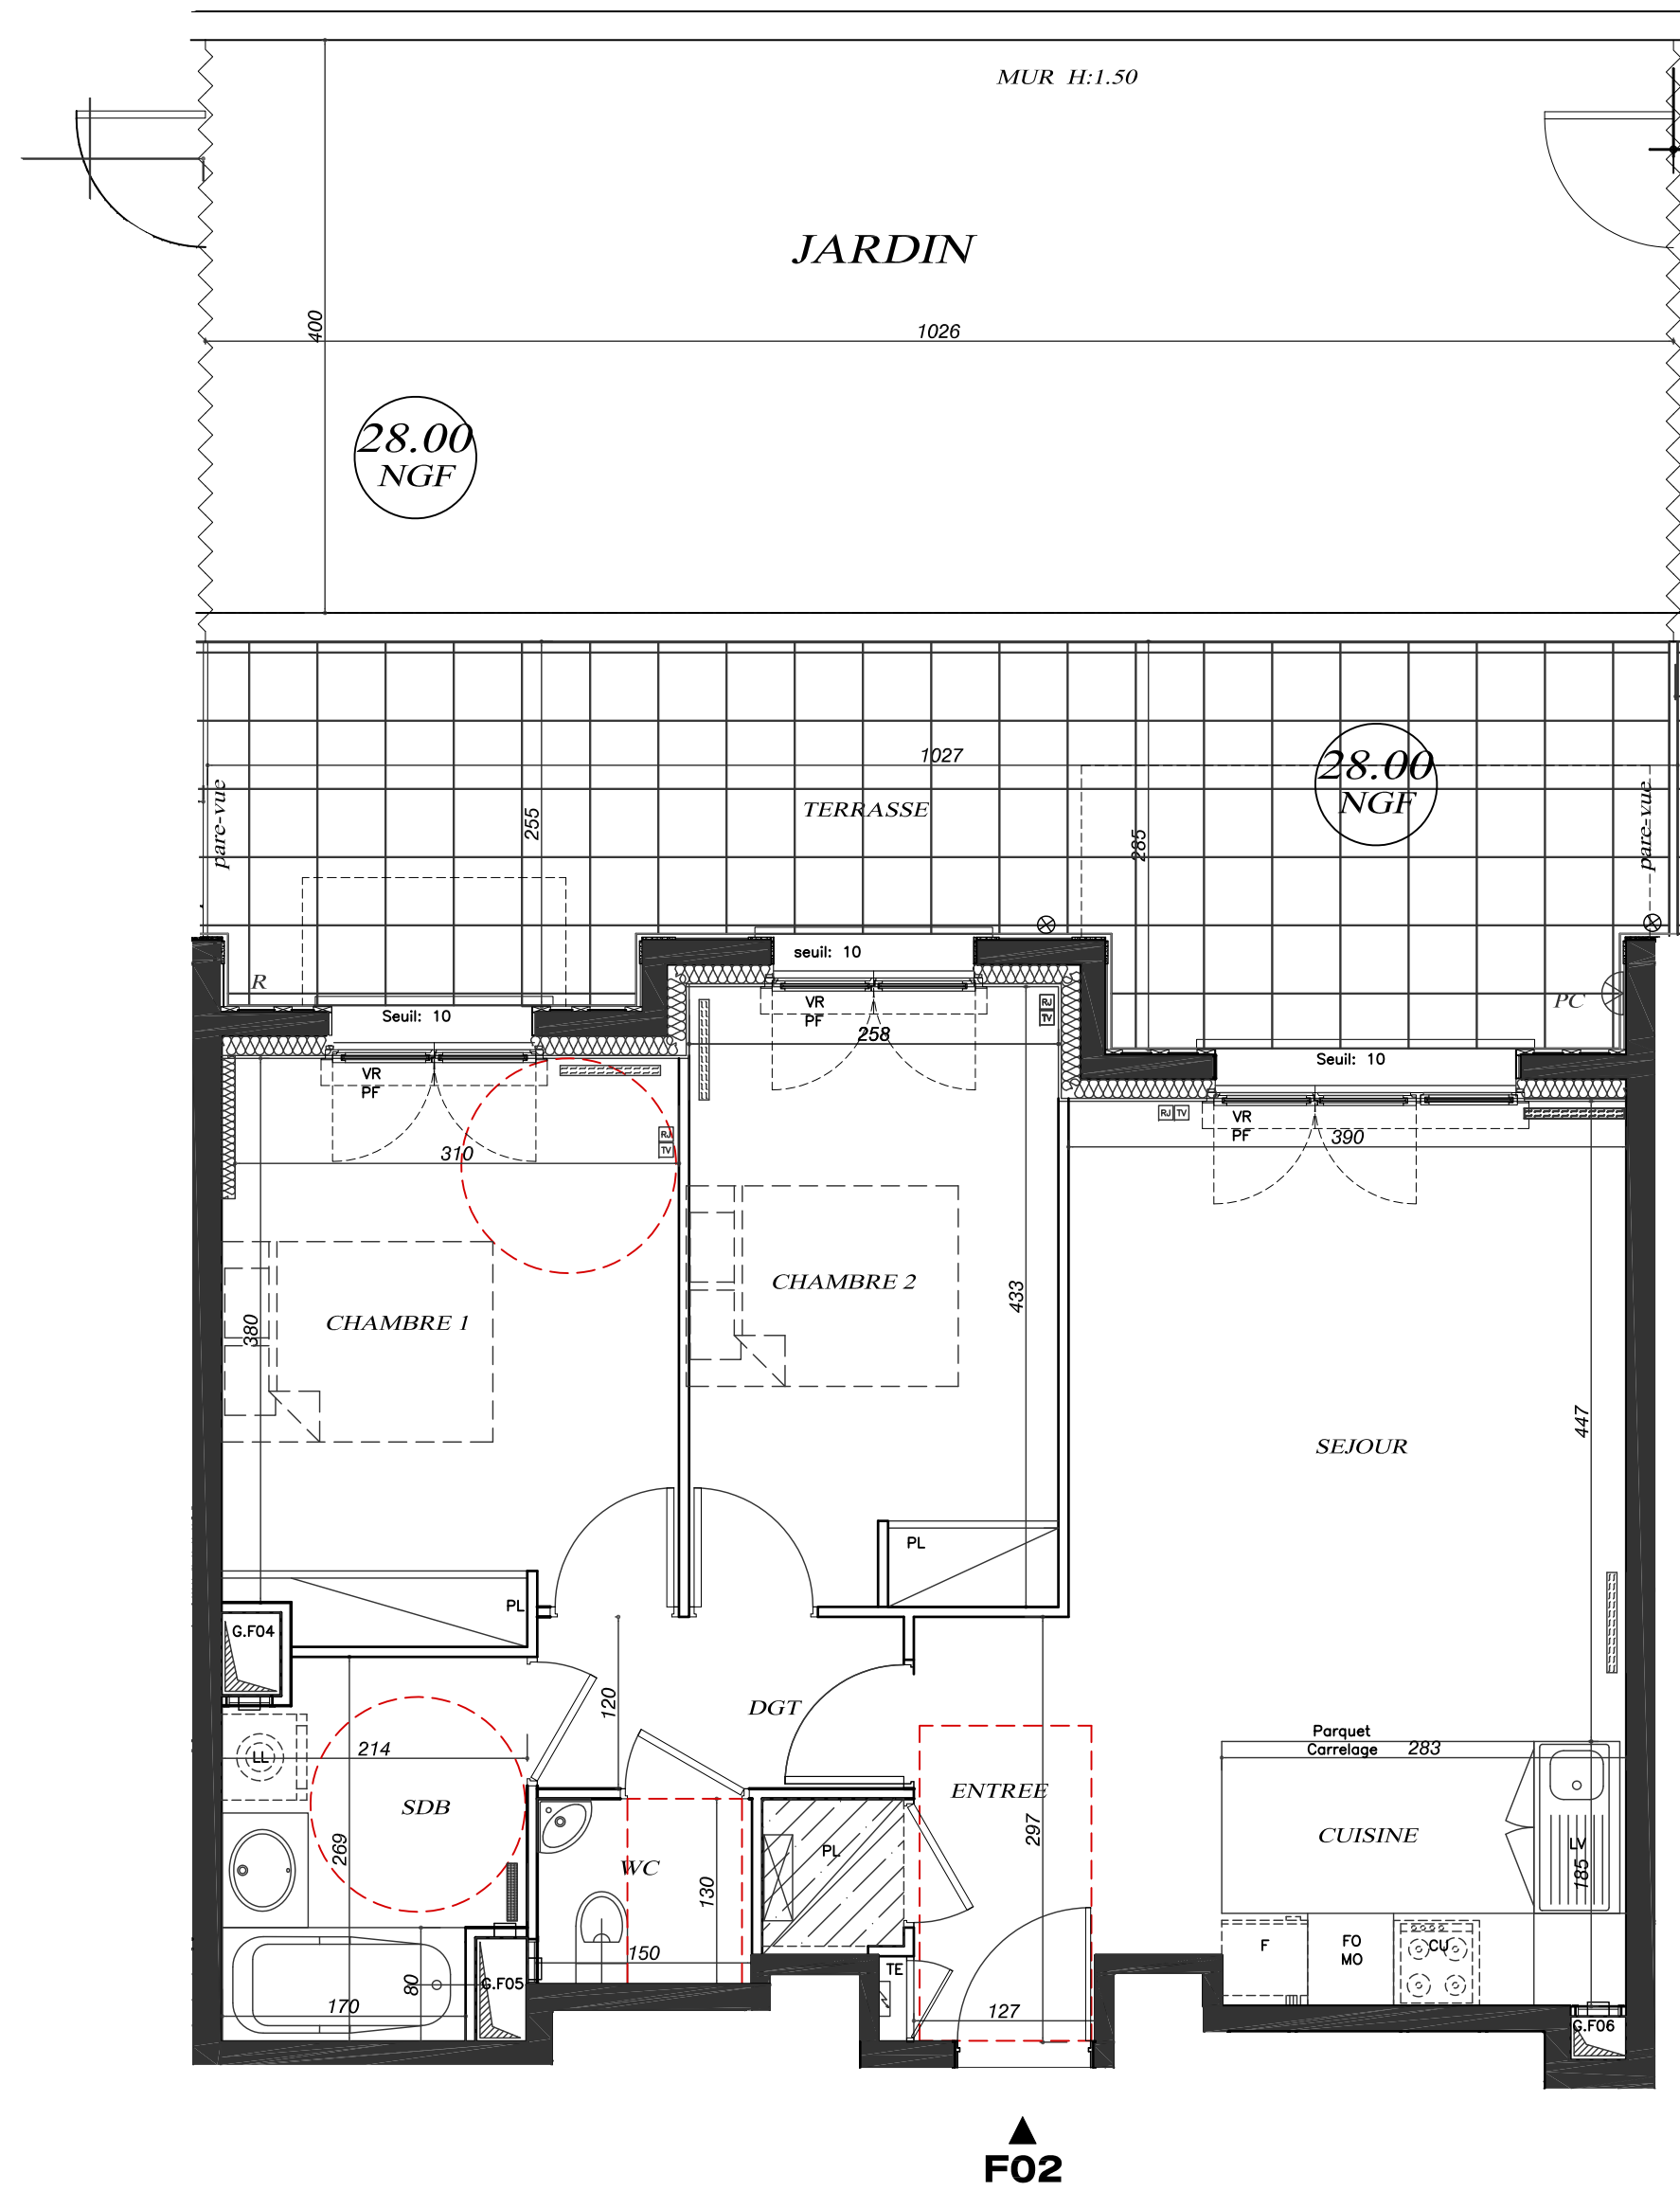 MUR H:1.50
JARDIN
400
1026
28.00
NGF
1027
28.00
NGF
pare-vue
255
TERRASSE
285
pare-vue
R
Seuil: 10
seuil: 10
PC
Seuil: 10
VR
PF
258
RJ
TV
VR
PF
310
RJ
TV
RJ TV
VR
PF
390
CHAMBRE 1
380
CHAMBRE 2
433
SEJOUR
447
PL
PL
G.F04
120
DGT
214
LL
SDB
269
ENTREE
297
Parquet
Carrelage 283
CUISINE
LV
185
WC
130
PL
150
TE
127
F
FO
MO
CU
G.F05
80
170
G.F06
F02